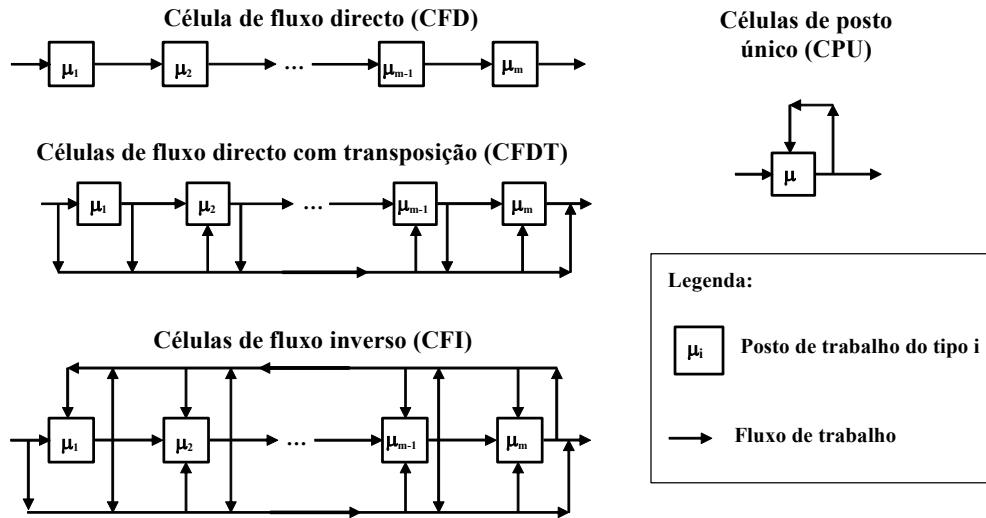 Célula de fluxo directo (CFD)
μ1 μ2 ... μm-1 μm
Células de posto
único (CPU)
μ
Células de fluxo directo com transposição (CFDT)
μ1 μ2 ... μm-1 μm
Células de fluxo inverso (CFI)
μ1 μ2 ... μm-1 μm
Legenda:
μi Posto de trabalho do tipo i
Fluxo de trabalho